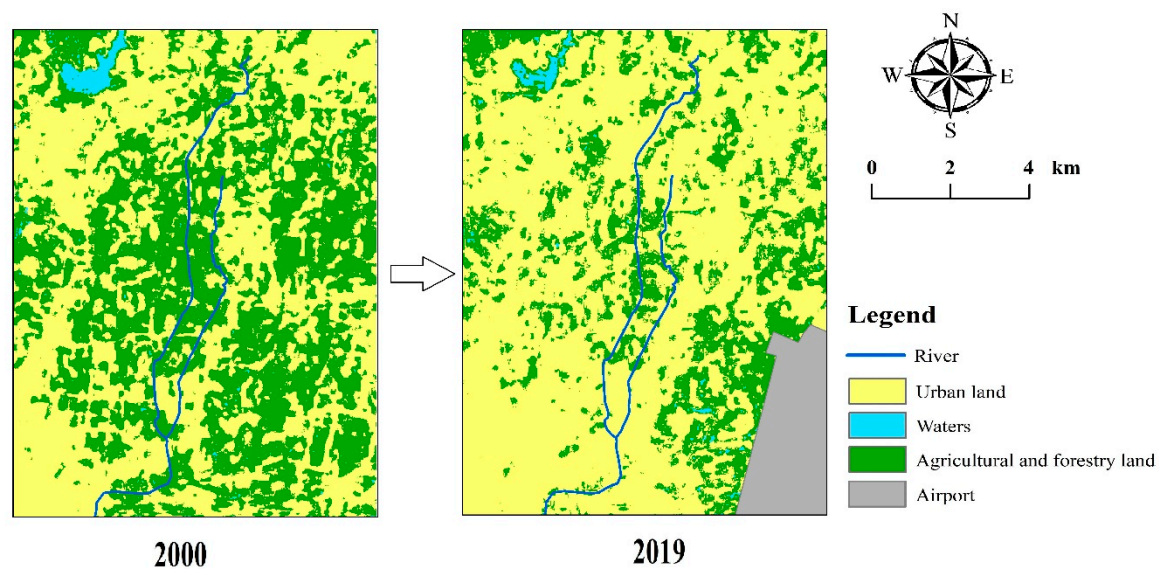 N
W E
S
0 2 4 km
Legend
River
Urban land
Waters
Agricultural and forestry land
Airport
2000 2019